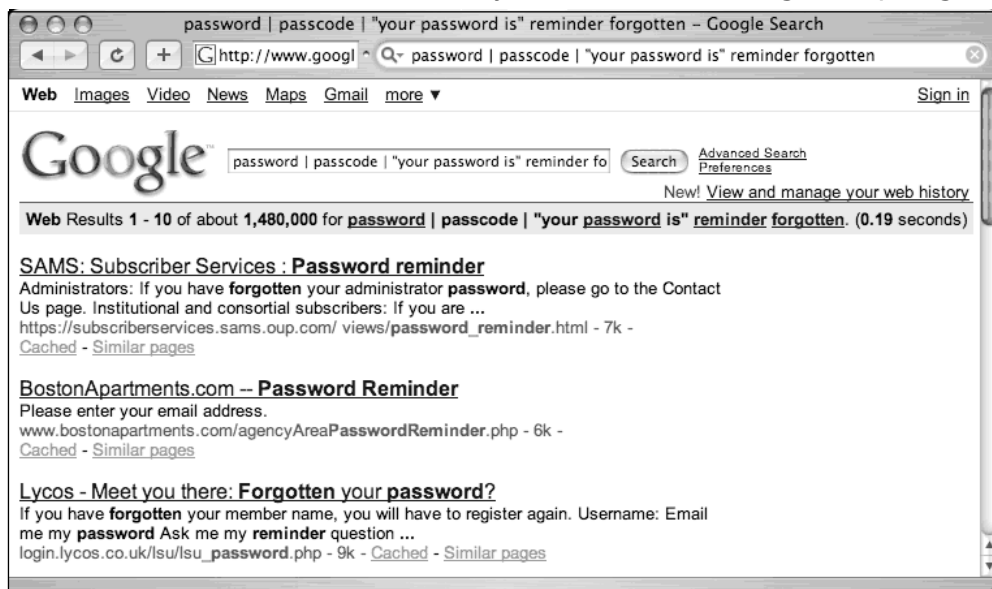 password | passcode | "your password is" reminder forgotten – Google Search
G http://www.googl password | passcode | "your password is" reminder forgotten
Web Images Video News Maps Gmail more ▼ Sign in
Google™ password | passcode | "your password is" reminder fo Search Advanced Search
Preferences
New! View and manage your web history
Web Results 1 - 10 of about 1,480,000 for password | passcode | "your password is" reminder forgotten. (0.19 seconds)
SAMS: Subscriber Services : Password reminder
Administrators: If you have forgotten your administrator password, please go to the Contact
Us page. Institutional and consortial subscribers: If you are ...
https://subscriberservices.sams.oup.com/ views/password_reminder.html - 7k -
Cached - Similar pages
BostonApartments.com -- Password Reminder
Please enter your email address.
www.bostonapartments.com/agencyAreaPasswordReminder.php - 6k -
Cached - Similar pages
Lycos - Meet you there: Forgotten your password?
If you have forgotten your member name, you will have to register again. Username: Email
me my password Ask me my reminder question ...
login.lycos.co.uk/lsu/lsu_password.php - 9k - Cached - Similar pages